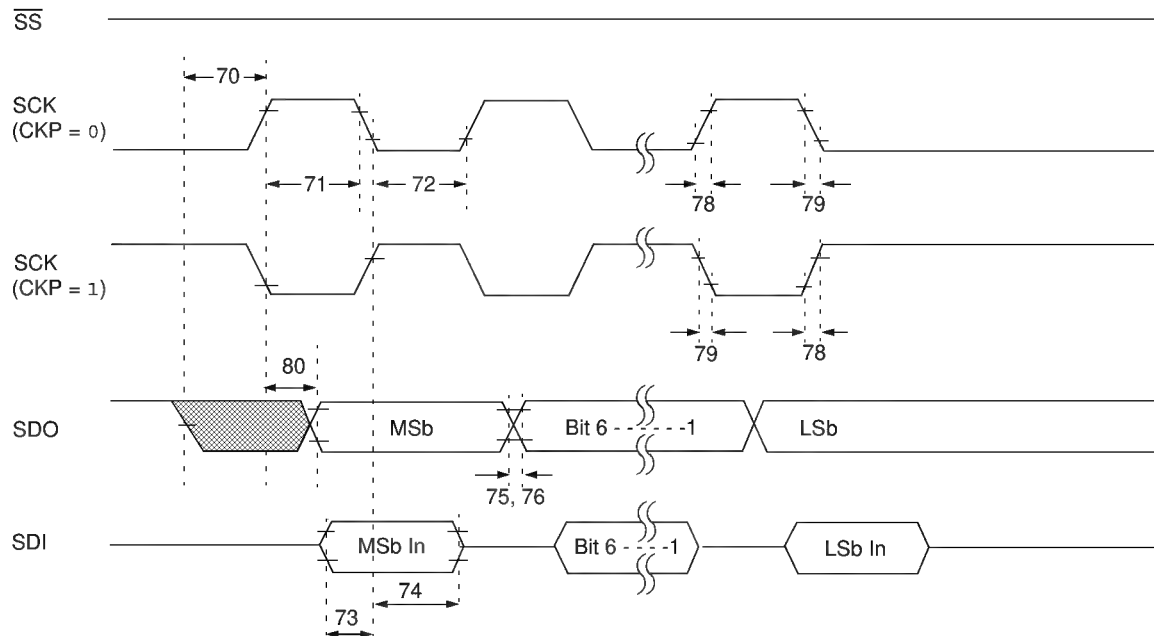 SS
70
SCK
(CKP = 0)
71
72
78
79
SCK
(CKP = 1)
79
78
80
SDO
MSb
Bit 6 - - - - - - -1
LSb
75, 76
SDI
MSb In
Bit 6 - - - - -1
LSb In
74
73